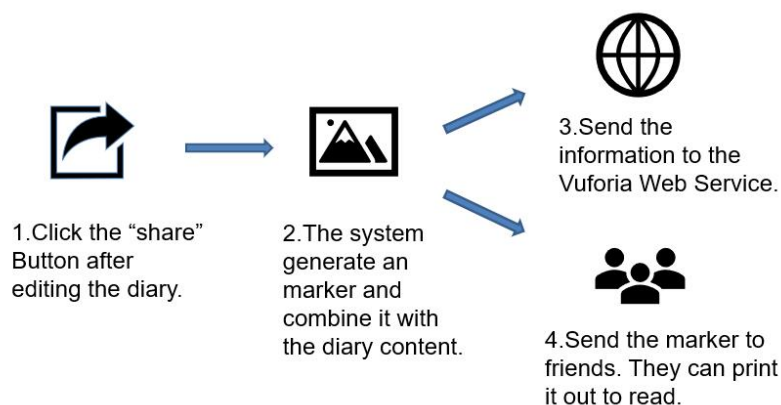 1.Click the “share”
Button after
editing the diary.
2.The system
generate an
marker and
combine it with
the diary content.
3.Send the
information to the
Vuforia Web Service.
4.Send the marker to
friends. They can print
it out to read.